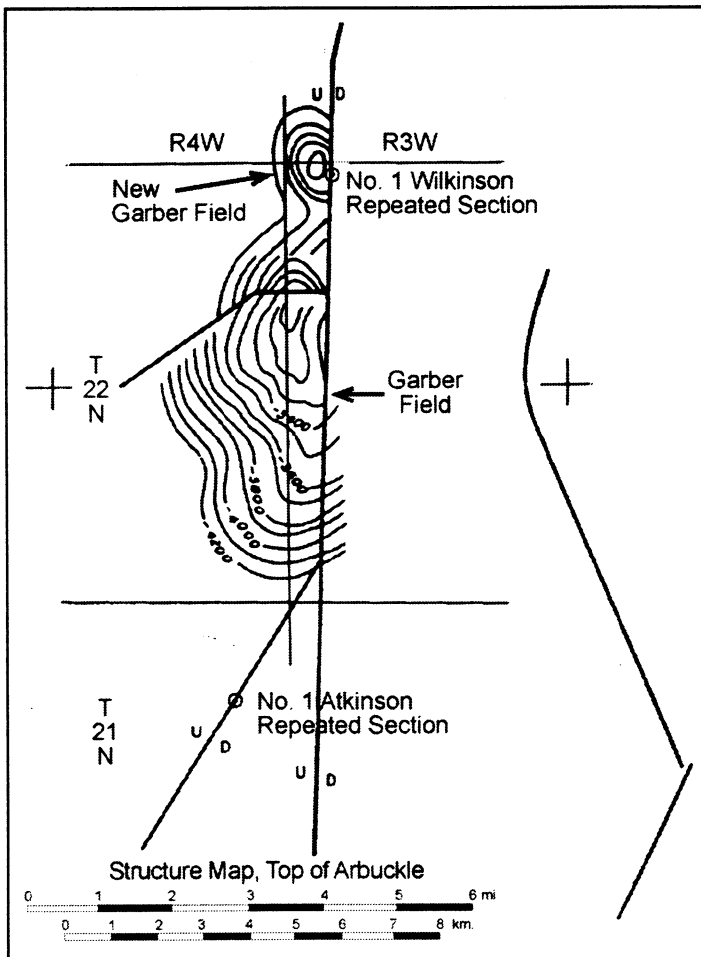 U D
R4W R3W
New
Garber Field
No. 1 Wilkinson
Repeated Section
T
22
N
Garber
Field
-3400
-3400
-3800
-4000
-4200
No. 1 Atkinson
Repeated Section
T
21
N
U
D
U
D
Structure Map, Top of Arbuckle
0 1 2 3 4 5 6 mi
0 1 2 3 4 5 6 7 8 km.